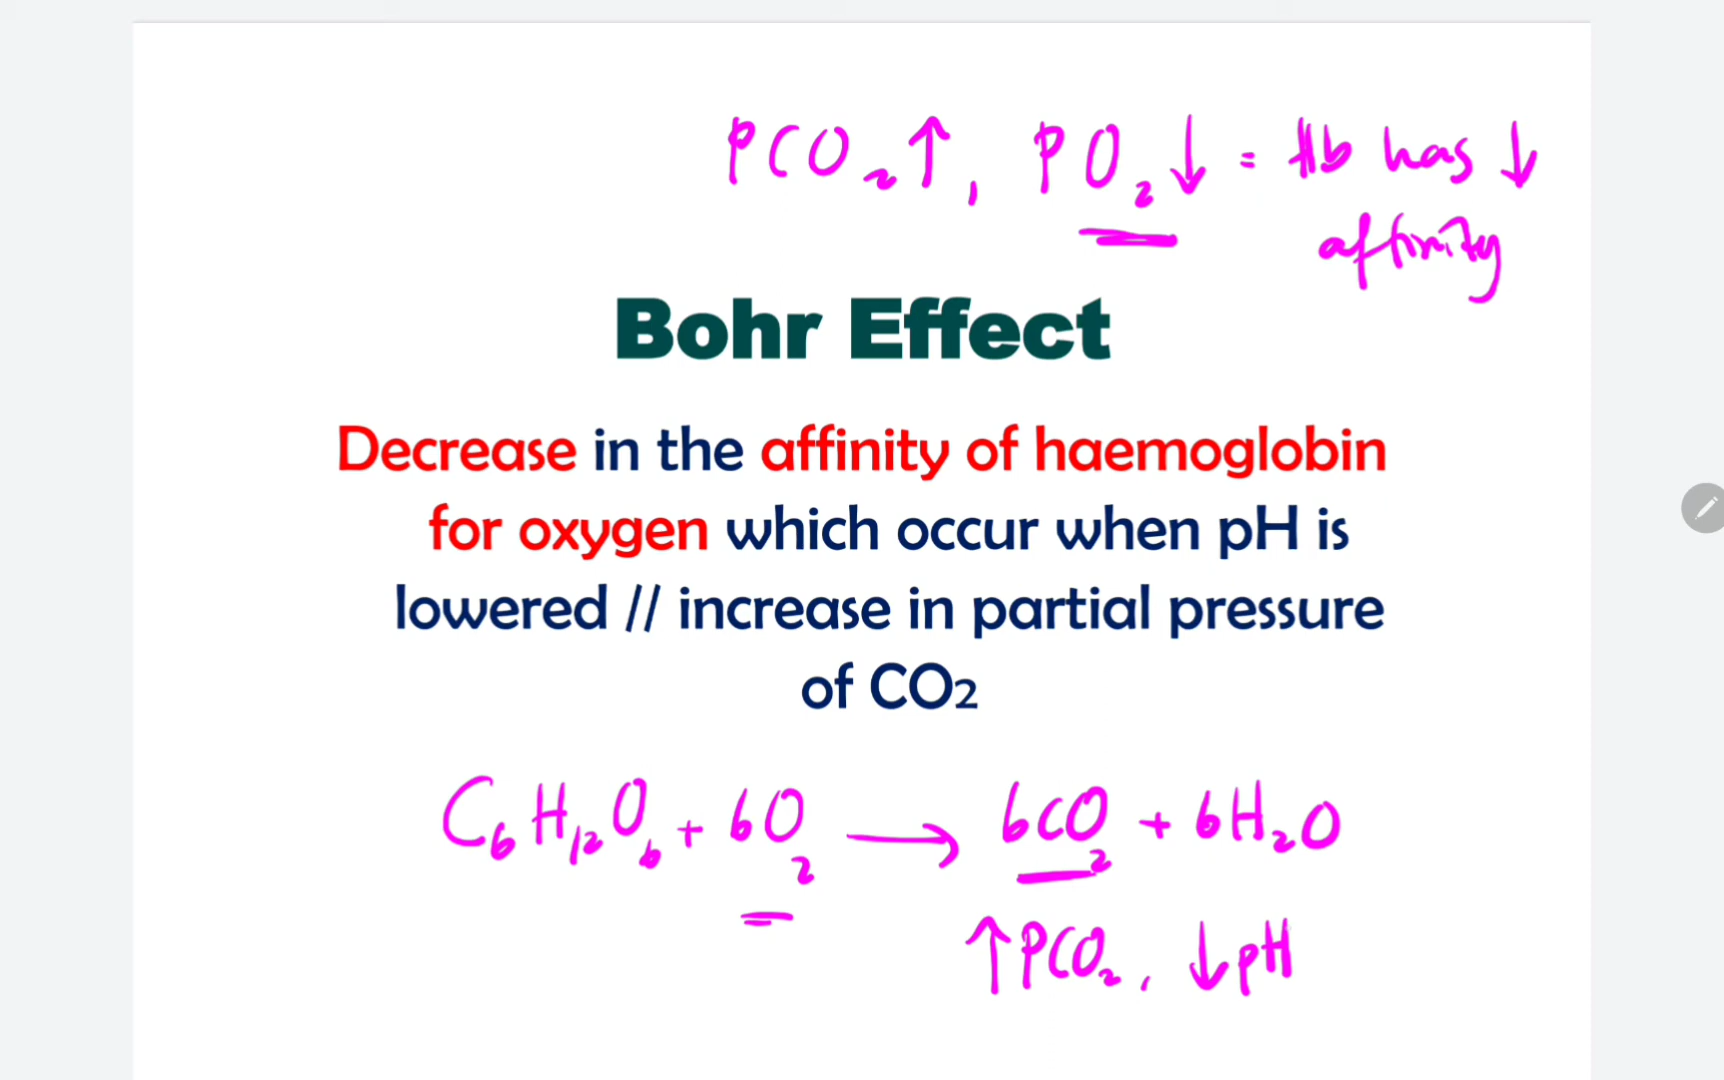 PCO₂↑, PO₂↓ = Hb has ↓
affinity
Bohr Effect
Decrease in the affinity of haemoglobin
for oxygen which occur when pH is
lowered // increase in partial pressure
of CO2
C₆H₁₂O₆ + 6O₂ → 6CO₂ + 6H₂O
↑PCO₂, ↓pH